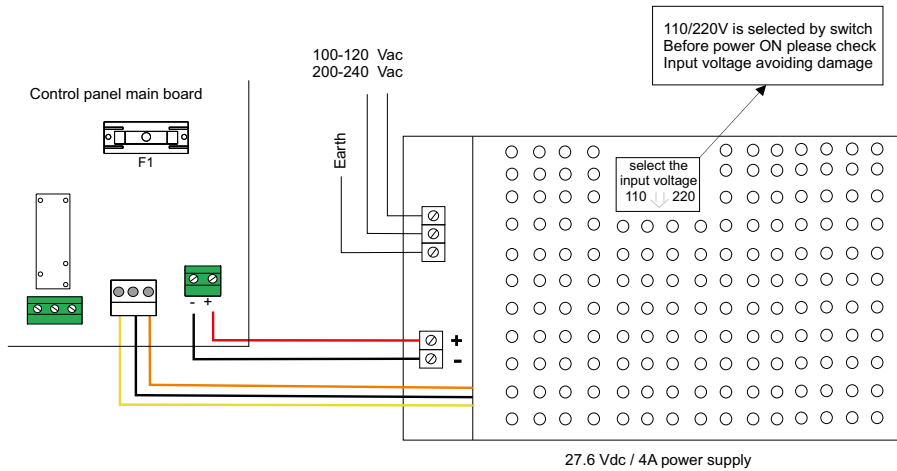 110/220V is selected by switch
Before power ON please check
Input voltage avoiding damage
100-120 Vac
200-240 Vac
Control panel main board
F1
Earth
select the
input voltage
110 220
- +
+
-
27.6 Vdc / 4A power supply